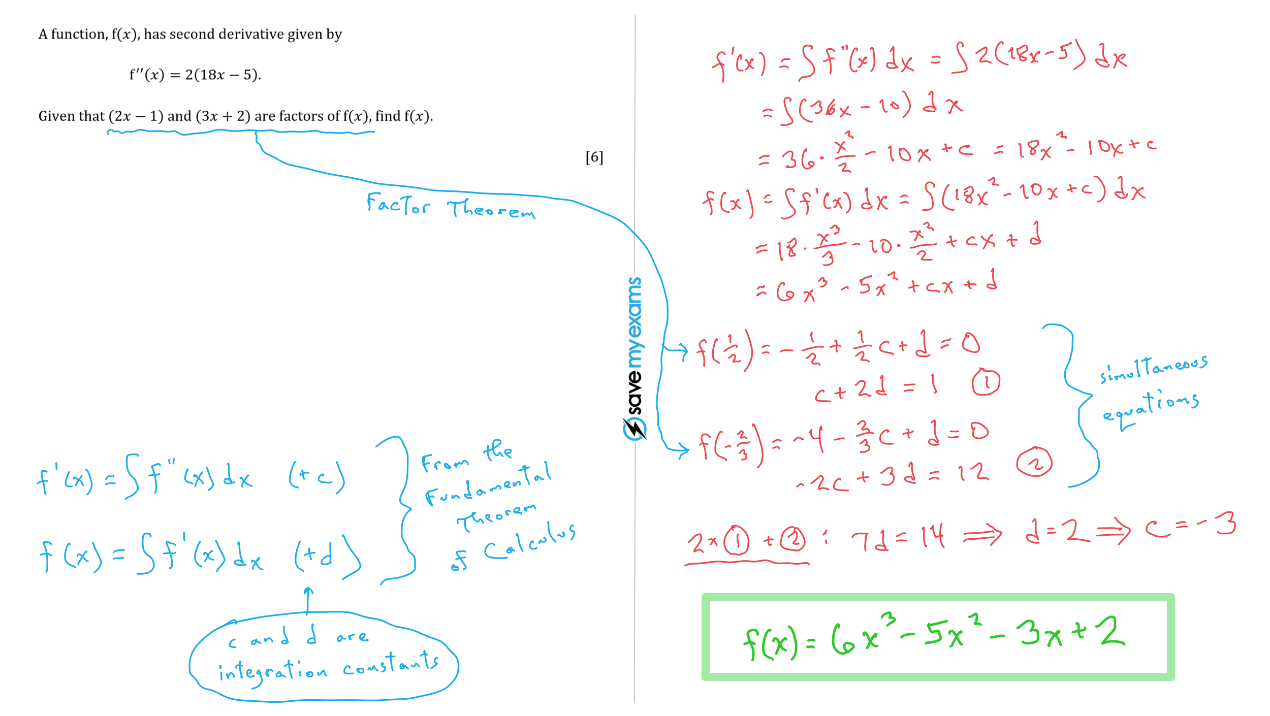 A function, f(x), has second derivative given by
f′′(x) = 2(18x − 5).
Given that (2x − 1) and (3x + 2) are factors of f(x), find f(x).
[6]
Factor Theorem
f'(x) = ∫ f"(x) dx (+c)
f(x) = ∫ f'(x) dx (+d)
From the
Fundamental
Theorem
of Calculus
c and d are
integration constants
savemyexams
f'(x) = ∫ f"(x) dx = ∫ 2(18x-5) dx
= ∫ (36x - 10) dx
= 36 · x²/2 - 10x + c = 18x² - 10x + c
f(x) = ∫ f'(x) dx = ∫ (18x² - 10x + c) dx
= 18 · x³/3 - 10 · x²/2 + cx + d
= 6x³ - 5x² + cx + d
f(1/2) = - 1/2 + 1/2 c + d = 0
c + 2d = 1 ①
f(-2/3) = -4 - 2/3 c + d = 0
-2c + 3d = 12 ②
simultaneous
equations
2×① + ② : 7d = 14 ⟹ d = 2 ⟹ c = -3
f(x) = 6x³ - 5x² - 3x + 2